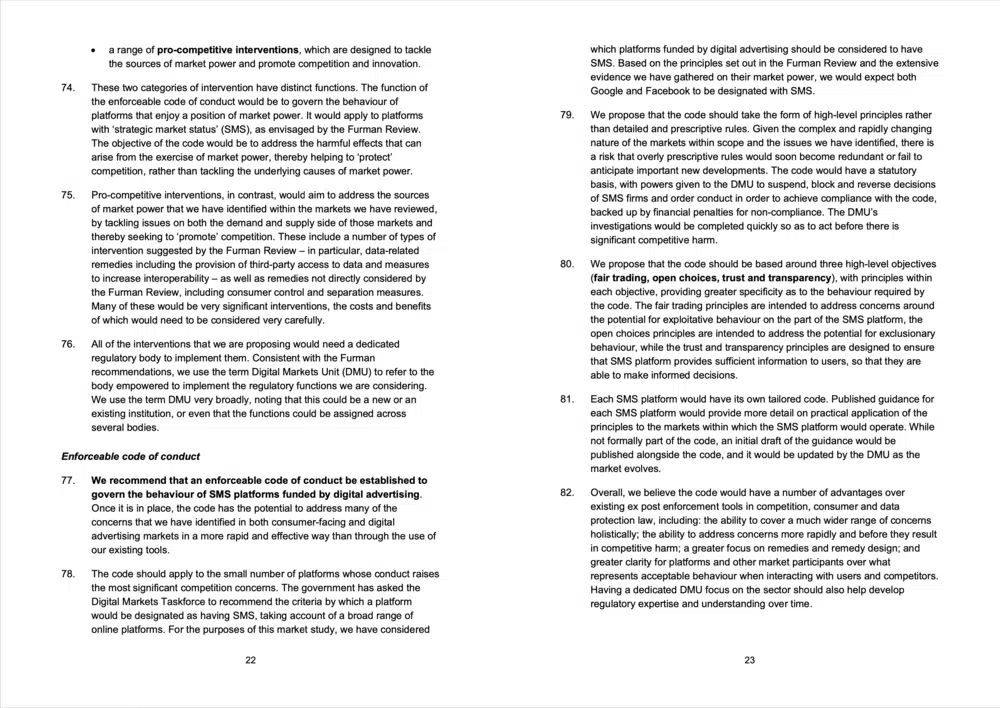 • a range of pro-competitive interventions, which are designed to tackle
the sources of market power and promote competition and innovation.
74. These two categories of intervention have distinct functions. The function of
the enforceable code of conduct would be to govern the behaviour of
platforms that enjoy a position of market power. It would apply to platforms
with ‘strategic market status’ (SMS), as envisaged by the Furman Review.
The objective of the code would be to address the harmful effects that can
arise from the exercise of market power, thereby helping to ‘protect’
competition, rather than tackling the underlying causes of market power.
75. Pro-competitive interventions, in contrast, would aim to address the sources
of market power that we have identified within the markets we have reviewed,
by tackling issues on both the demand and supply side of those markets and
thereby seeking to ‘promote’ competition. These include a number of types of
intervention suggested by the Furman Review – in particular, data-related
remedies including the provision of third-party access to data and measures
to increase interoperability – as well as remedies not directly considered by
the Furman Review, including consumer control and separation measures.
Many of these would be very significant interventions, the costs and benefits
of which would need to be considered very carefully.
76. All of the interventions that we are proposing would need a dedicated
regulatory body to implement them. Consistent with the Furman
recommendations, we use the term Digital Markets Unit (DMU) to refer to the
body empowered to implement the regulatory functions we are considering.
We use the term DMU very broadly, noting that this could be a new or an
existing institution, or even that the functions could be assigned across
several bodies.
Enforceable code of conduct
77. We recommend that an enforceable code of conduct be established to
govern the behaviour of SMS platforms funded by digital advertising.
Once it is in place, the code has the potential to address many of the
concerns that we have identified in both consumer-facing and digital
advertising markets in a more rapid and effective way than through the use of
our existing tools.
78. The code should apply to the small number of platforms whose conduct raises
the most significant competition concerns. The government has asked the
Digital Markets Taskforce to recommend the criteria by which a platform
would be designated as having SMS, taking account of a broad range of
online platforms. For the purposes of this market study, we have considered
22
which platforms funded by digital advertising should be considered to have
SMS. Based on the principles set out in the Furman Review and the extensive
evidence we have gathered on their market power, we would expect both
Google and Facebook to be designated with SMS.
79. We propose that the code should take the form of high-level principles rather
than detailed and prescriptive rules. Given the complex and rapidly changing
nature of the markets within scope and the issues we have identified, there is
a risk that overly prescriptive rules would soon become redundant or fail to
anticipate important new developments. The code would have a statutory
basis, with powers given to the DMU to suspend, block and reverse decisions
of SMS firms and order conduct in order to achieve compliance with the code,
backed up by financial penalties for non-compliance. The DMU’s
investigations would be completed quickly so as to act before there is
significant competitive harm.
80. We propose that the code should be based around three high-level objectives
(fair trading, open choices, trust and transparency), with principles within
each objective, providing greater specificity as to the behaviour required by
the code. The fair trading principles are intended to address concerns around
the potential for exploitative behaviour on the part of the SMS platform, the
open choices principles are intended to address the potential for exclusionary
behaviour, while the trust and transparency principles are designed to ensure
that SMS platform provides sufficient information to users, so that they are
able to make informed decisions.
81. Each SMS platform would have its own tailored code. Published guidance for
each SMS platform would provide more detail on practical application of the
principles to the markets within which the SMS platform would operate. While
not formally part of the code, an initial draft of the guidance would be
published alongside the code, and it would be updated by the DMU as the
market evolves.
82. Overall, we believe the code would have a number of advantages over
existing ex post enforcement tools in competition, consumer and data
protection law, including: the ability to cover a much wider range of concerns
holistically; the ability to address concerns more rapidly and before they result
in competitive harm; a greater focus on remedies and remedy design; and
greater clarity for platforms and other market participants over what
represents acceptable behaviour when interacting with users and competitors.
Having a dedicated DMU focus on the sector should also help develop
regulatory expertise and understanding over time.
23